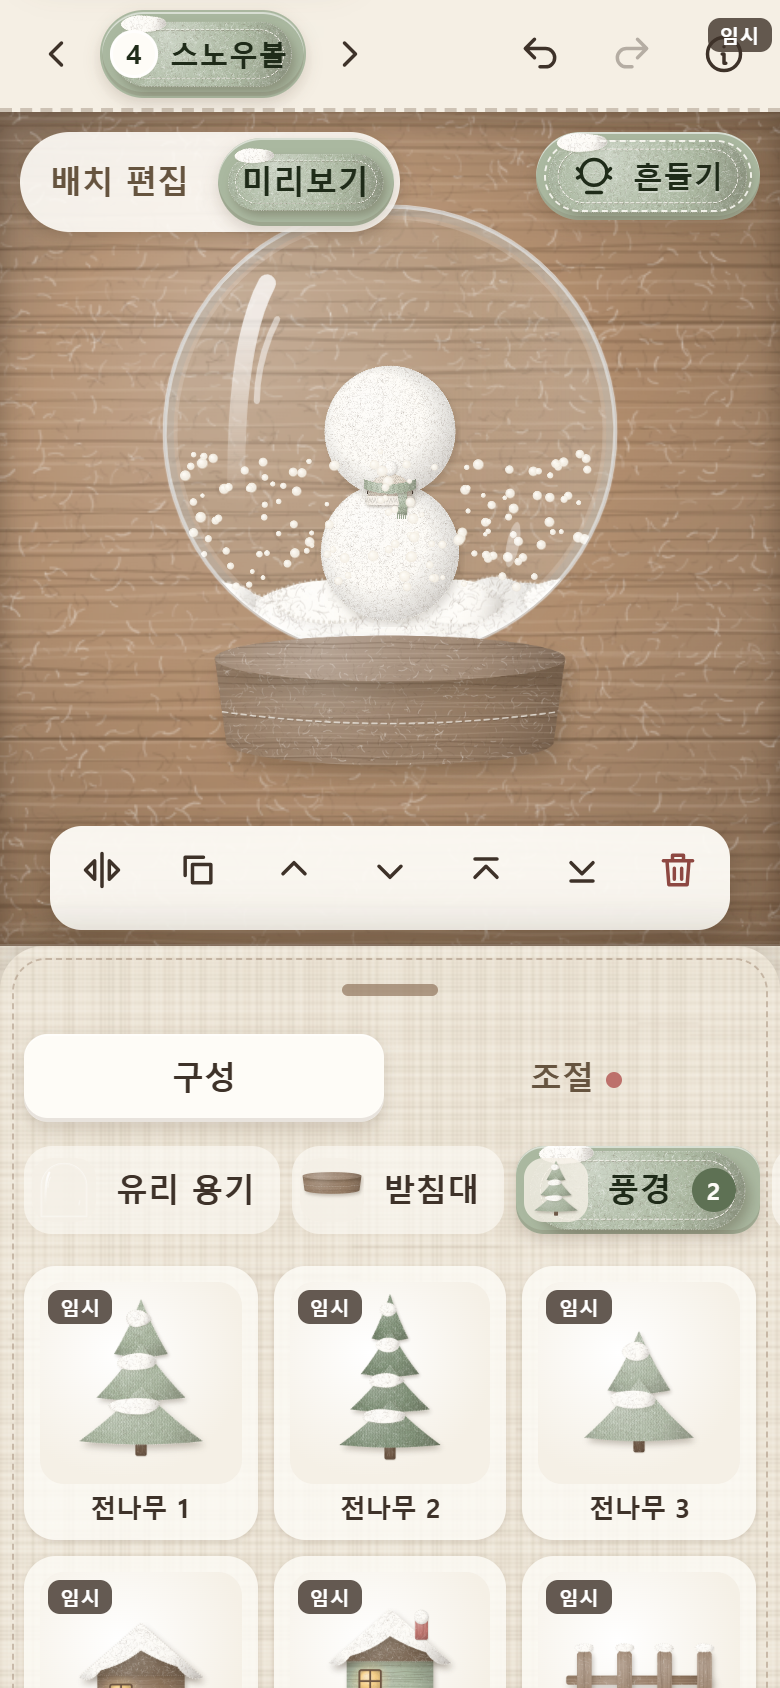 4 스노우볼
임시
배치 편집
미리보기
흔들기
구성
조절
유리 용기
받침대
풍경 2
임시
임시
임시
전나무 1
전나무 2
전나무 3
임시
임시
임시